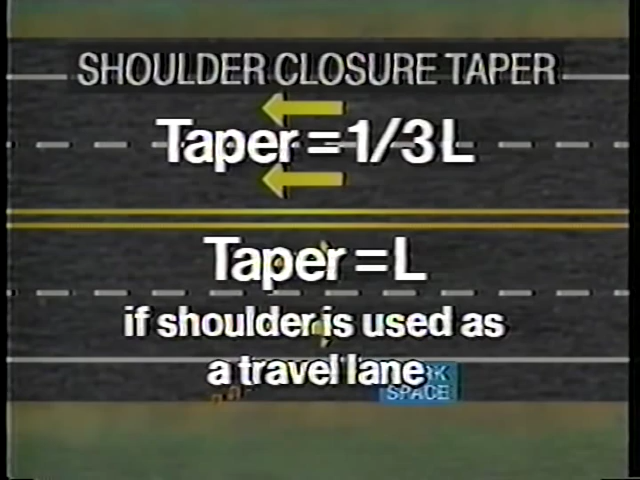 SHOULDER CLOSURE TAPER
Taper = 1/3 L
Taper = L
if shoulder is used as
a travel lane
SPACE